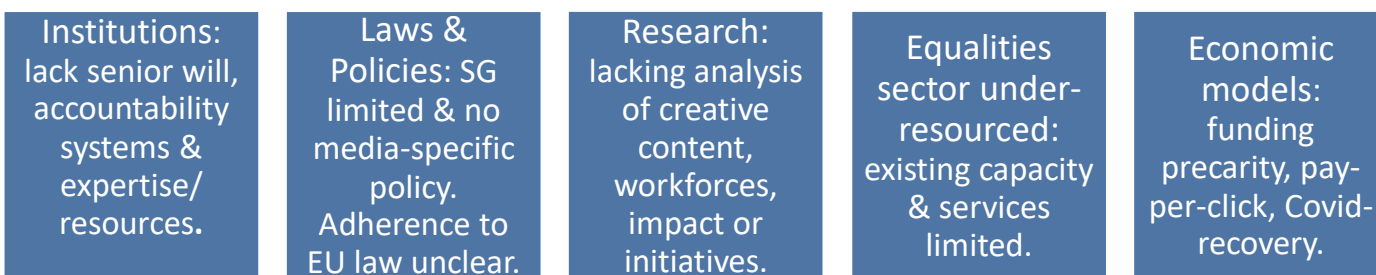 Institutions:
lack senior will,
accountability
systems &
expertise/
resources.
Laws &
Policies: SG
limited & no
media-specific
policy.
Adherence to
EU law unclear.
Research:
lacking analysis
of creative
content,
workforces,
impact or
initiatives.
Equalities
sector under-
resourced:
existing capacity
& services
limited.
Economic
models:
funding
precarity, pay-
per-click, Covid-
recovery.